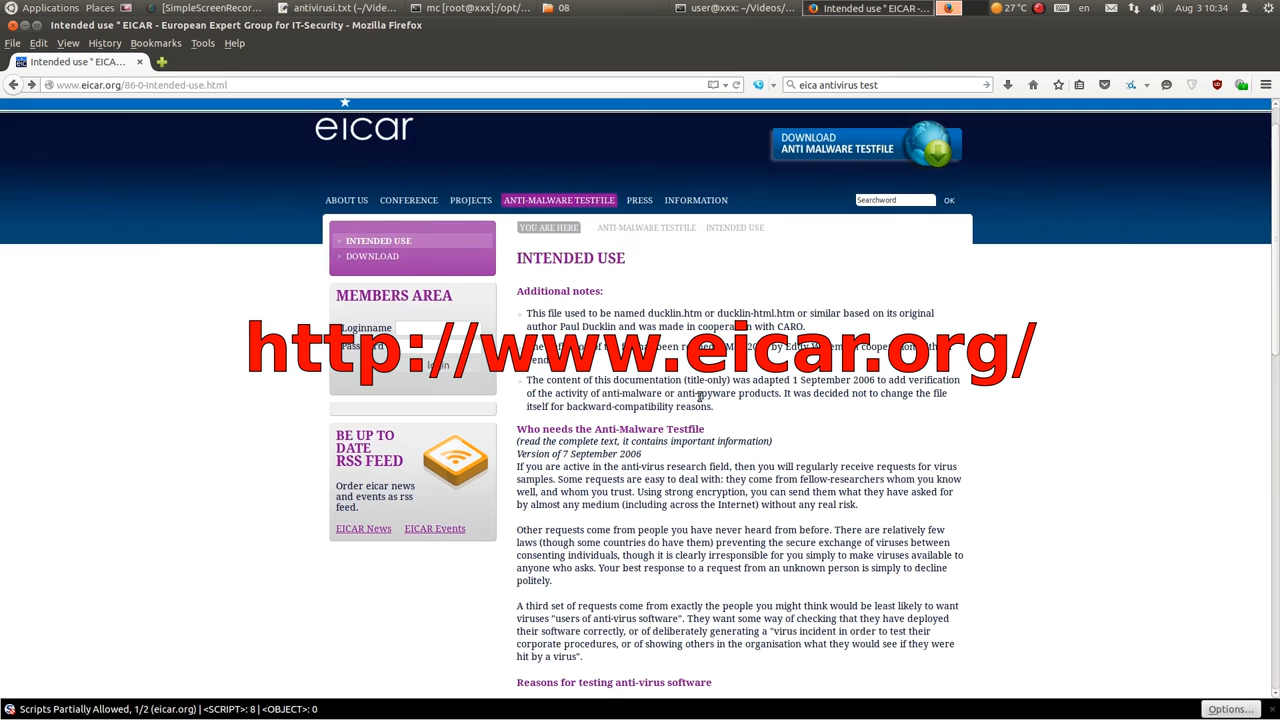 Applications Places [SimpleScreenRecor... antivirusi.txt (~/Vide... mc [root@xxx]:/opt/... 08 user@xxx: ~/Videos/... Intended use ° EICAR -... 27 °C en Aug 3 10:34
Intended use ° EICAR - European Expert Group for IT-Security - Mozilla Firefox
File Edit View History Bookmarks Tools Help
Intended use ° EICA...
www.eicar.org/86-0-Intended-use.html
eica antivirus test
eicar
DOWNLOAD
ANTI MALWARE TESTFILE
ABOUT US CONFERENCE PROJECTS ANTI-MALWARE TESTFILE PRESS INFORMATION
Searchword OK
INTENDED USE
DOWNLOAD
MEMBERS AREA
Loginname
BE UP TO
DATE
RSS FEED
Order eicar news
and events as rss
feed.
EICAR News EICAR Events
YOU ARE HERE ANTI-MALWARE TESTFILE INTENDED USE
INTENDED USE
Additional notes:
This file used to be named ducklin.htm or ducklin-html.htm or similar based on its original
author Paul Ducklin and was made in cooperation with CARO.
http://www.eicar.org/
The content of this documentation (title-only) was adapted 1 September 2006 to add verification
of the activity of anti-malware or anti-spyware products. It was decided not to change the file
itself for backward-compatibility reasons.
Who needs the Anti-Malware Testfile
(read the complete text, it contains important information)
Version of 7 September 2006
If you are active in the anti-virus research field, then you will regularly receive requests for virus
samples. Some requests are easy to deal with: they come from fellow-researchers whom you know
well, and whom you trust. Using strong encryption, you can send them what they have asked for
by almost any medium (including across the Internet) without any real risk.
Other requests come from people you have never heard from before. There are relatively few
laws (though some countries do have them) preventing the secure exchange of viruses between
consenting individuals, though it is clearly irresponsible for you simply to make viruses available to
anyone who asks. Your best response to a request from an unknown person is simply to decline
politely.
A third set of requests come from exactly the people you might think would be least likely to want
viruses "users of anti-virus software". They want some way of checking that they have deployed
their software correctly, or of deliberately generating a "virus incident in order to test their
corporate procedures, or of showing others in the organisation what they would see if they were
hit by a virus".
Reasons for testing anti-virus software
Scripts Partially Allowed, 1/2 (eicar.org) | <SCRIPT>: 8 | <OBJECT>: 0
Options...